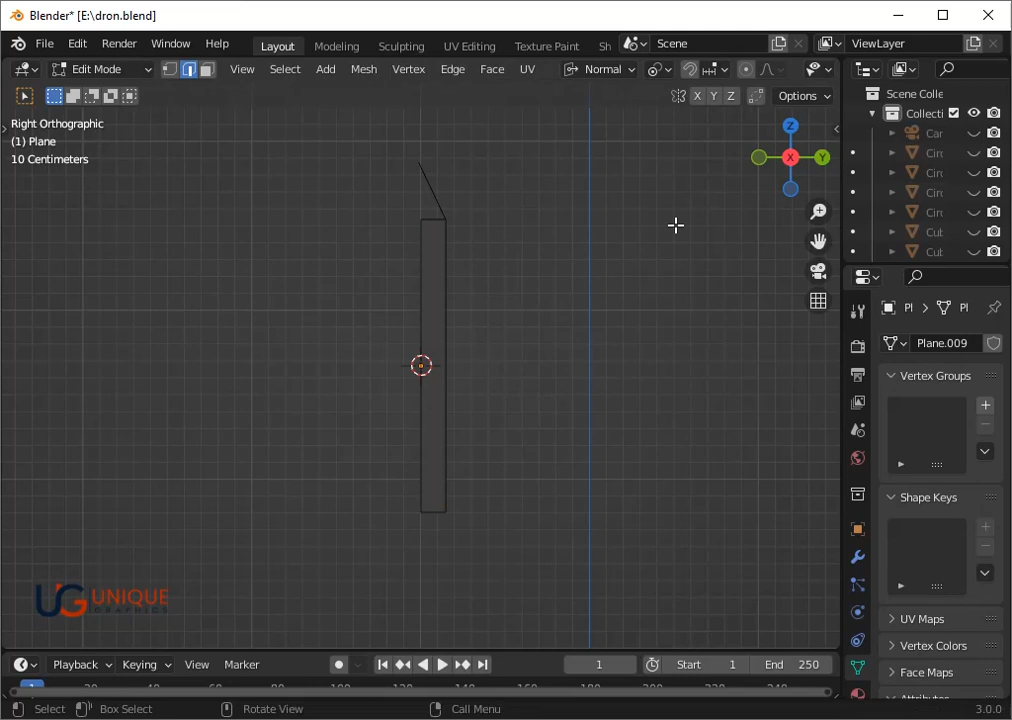 Blender* [E:\dron.blend]
File Edit Render Window Help Layout Modeling Sculpting UV Editing Texture Paint Sh Scene ViewLayer
Edit Mode View Select Add Mesh Vertex Edge Face UV Normal
X Y Z Options
Scene Colle
Right Orthographic
(1) Plane
10 Centimeters
Z
X
Y
Collecti
Car
Circ
Circ
Circ
Circ
Cut
Cut
Pl > Pl
Plane.009
Vertex Groups
Shape Keys
UV Maps
Vertex Colors
Face Maps
UG UNIQUE
GRAPHICS
Playback Keying View Marker 1 Start 1 End 250
1
Select Box Select Rotate View Call Menu 3.0.0